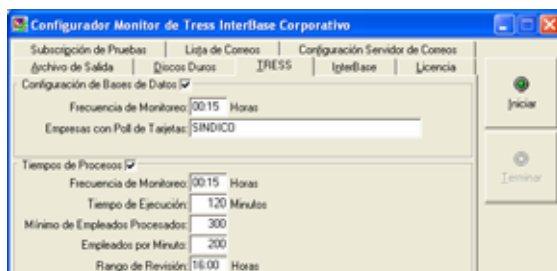 Configurador Monitor de Tress InterBase Corporativo
Subscripción de Pruebas Lista de Correos Configuración Servidor de Correos
Archivo de Salida Discos Duros TRESS InterBase Licencia
Configuración de Bases de Datos
Frecuencia de Monitoreo: 00:15 Horas
Empresas con Poll de Tarjetas: SINDICO
Tiempos de Procesos
Frecuencia de Monitoreo: 00:15 Horas
Tiempo de Ejecución: 120 Minutos
Mínimo de Empleados Procesados: 300
Empleados por Minuto: 200
Rango de Revisión: 16:00 Horas
Iniciar
Terminar